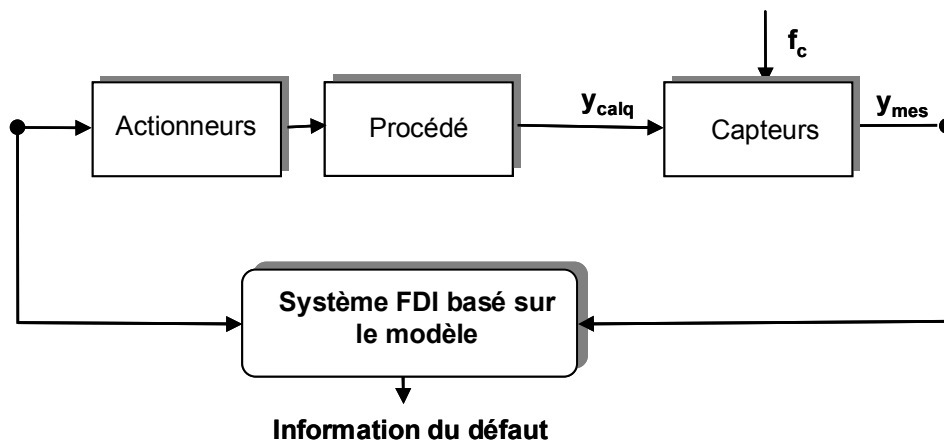 f_c
Actionneurs
Procédé
y_calq
Capteurs
y_mes
Système FDI basé sur
le modèle
Information du défaut